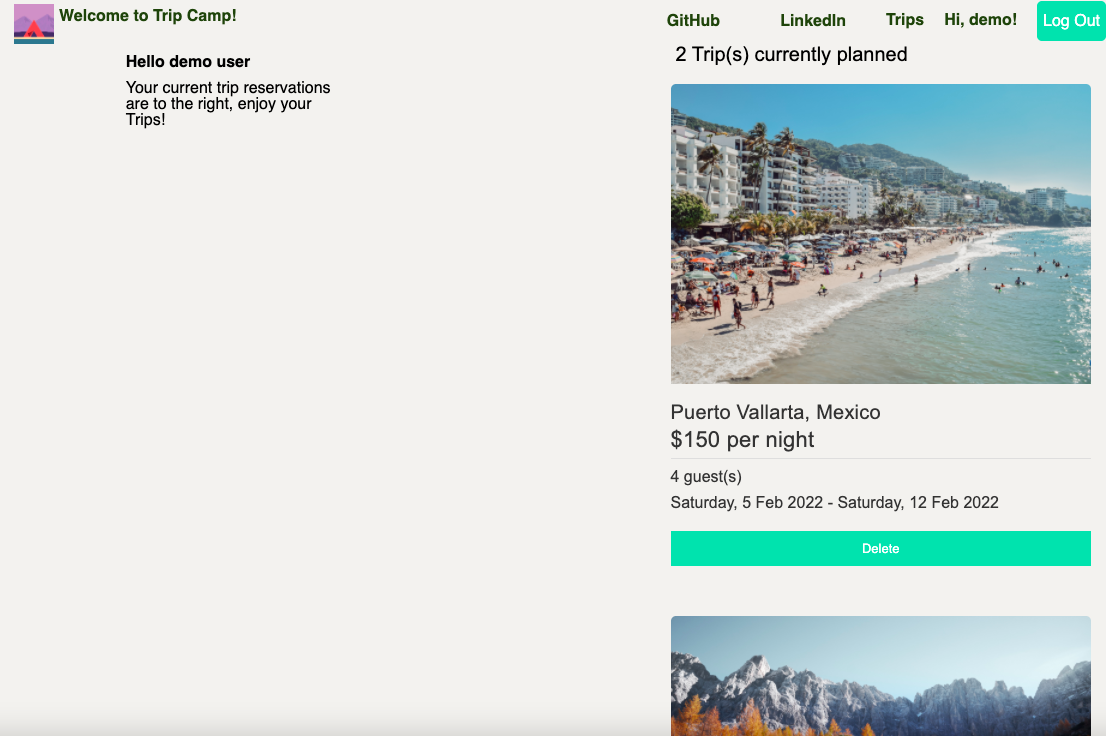 Welcome to Trip Camp!
GitHub
LinkedIn
Trips
Hi, demo!
Log Out
Hello demo user
Your current trip reservations
are to the right, enjoy your
Trips!
2 Trip(s) currently planned
Puerto Vallarta, Mexico
$150 per night
4 guest(s)
Saturday, 5 Feb 2022 - Saturday, 12 Feb 2022
Delete